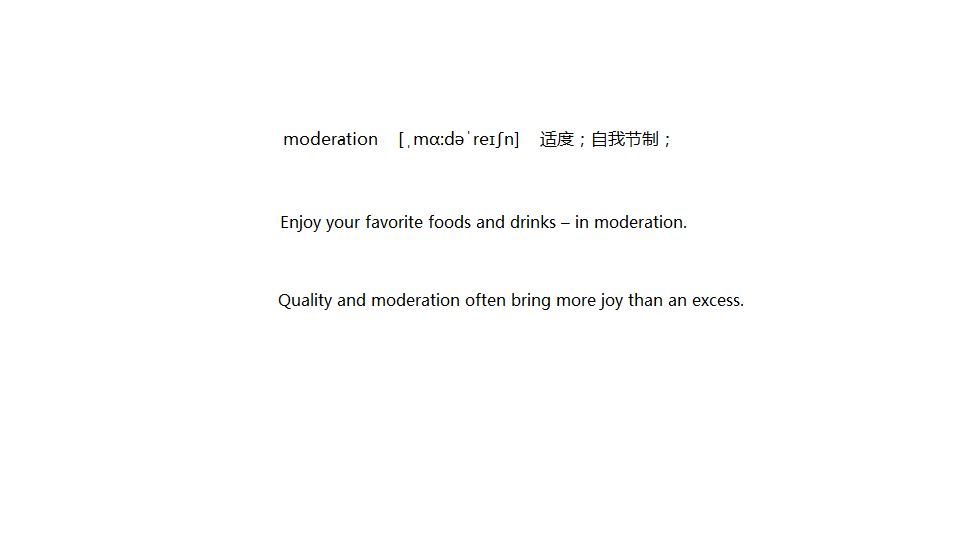 moderation [ˌmɑːdəˈreɪʃn] 适度；自我节制；
Enjoy your favorite foods and drinks – in moderation.
Quality and moderation often bring more joy than an excess.